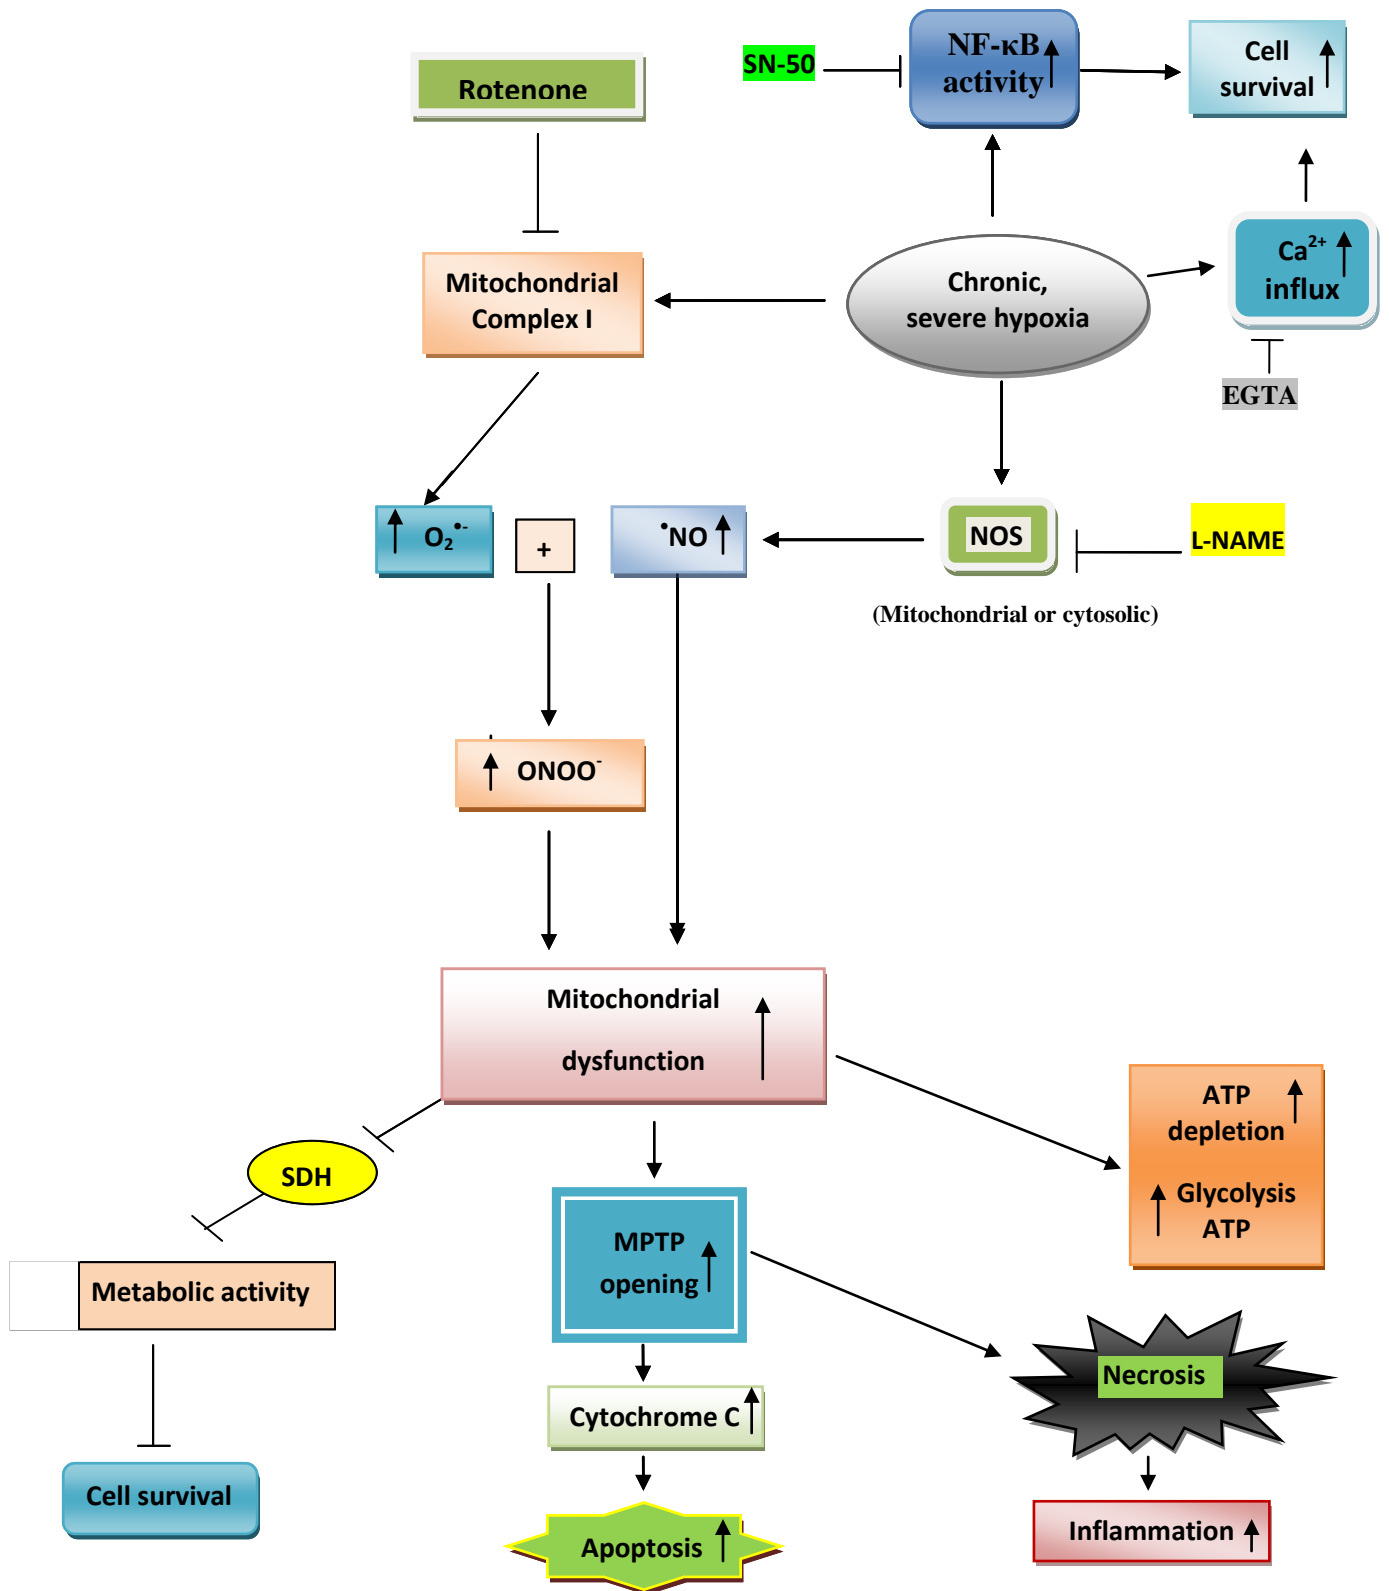 NF-κB
activity
SN-50
Cell
survival
Rotenone
Mitochondrial
Complex I
Chronic,
severe hypoxia
Ca²⁺
influx
EGTA
O₂•-
+
•NO
NOS
L-NAME
(Mitochondrial or cytosolic)
ONOO⁻
Mitochondrial
dysfunction
ATP
depletion
Glycolysis
ATP
SDH
MPTP
opening
Metabolic activity
Necrosis
Cytochrome C
Cell survival
Apoptosis
Inflammation